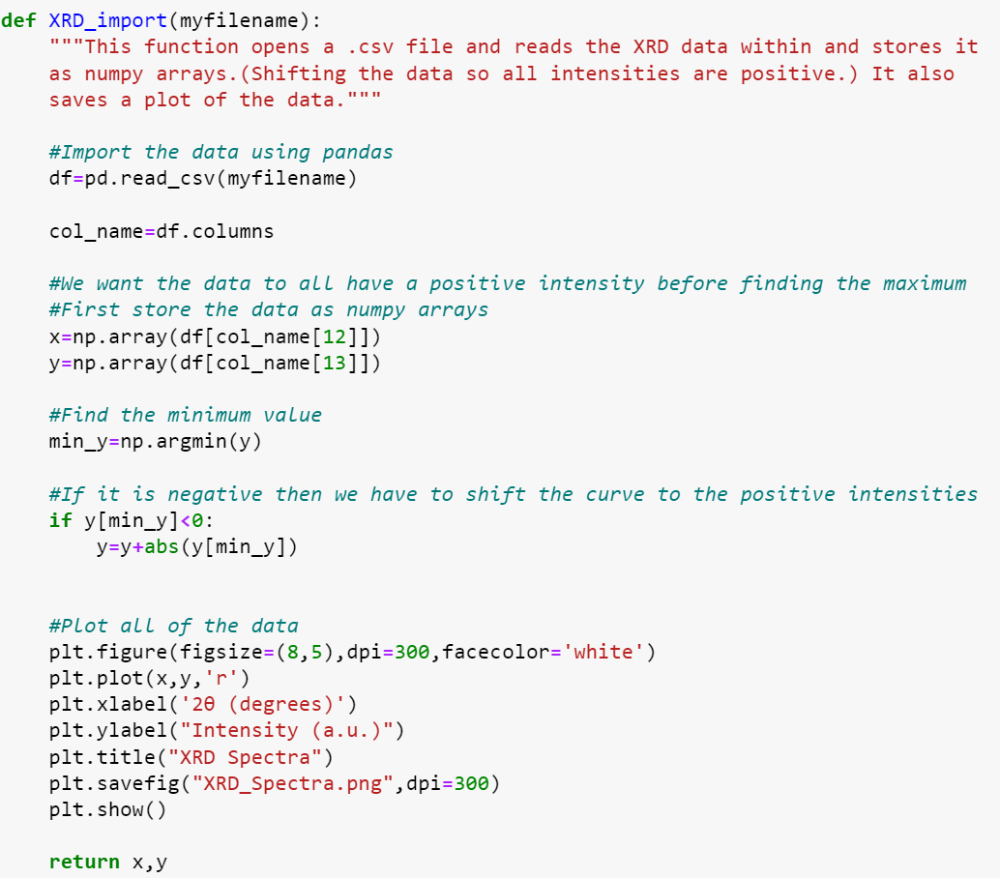 def XRD_import(myfilename):
    """This function opens a .csv file and reads the XRD data within and stores it
    as numpy arrays.(Shifting the data so all intensities are positive.) It also
    saves a plot of the data."""
    #Import the data using pandas
    df=pd.read_csv(myfilename)
    col_name=df.columns
    #We want the data to all have a positive intensity before finding the maximum
    #First store the data as numpy arrays
    x=np.array(df[col_name[12]])
    y=np.array(df[col_name[13]])
    #Find the minimum value
    min_y=np.argmin(y)
    #If it is negative then we have to shift the curve to the positive intensities
    if y[min_y]<0:
        y=y+abs(y[min_y])
    #Plot all of the data
    plt.figure(figsize=(8,5),dpi=300,facecolor='white')
    plt.plot(x,y,'r')
    plt.xlabel('2θ (degrees)')
    plt.ylabel("Intensity (a.u.)")
    plt.title("XRD Spectra")
    plt.savefig("XRD_Spectra.png",dpi=300)
    plt.show()
    return x,y